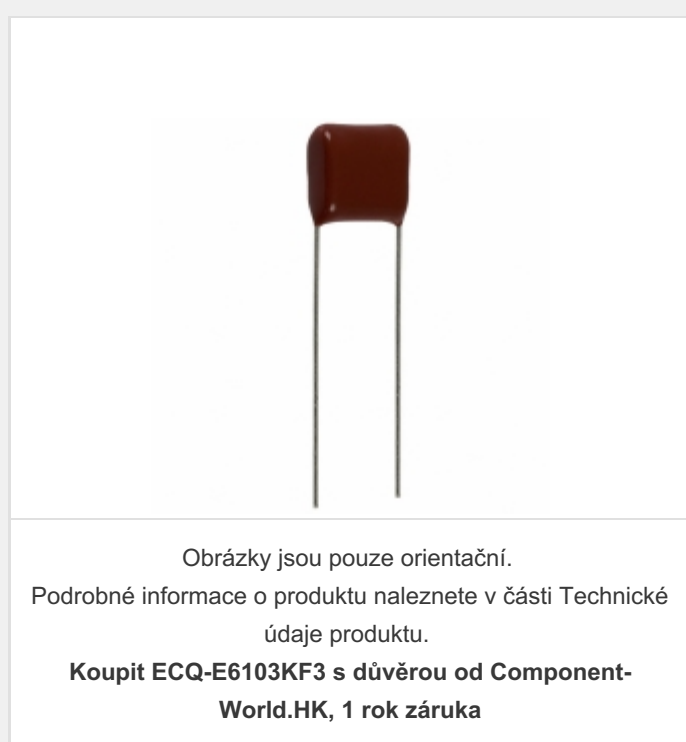 Obrázky jsou pouze orientační.
Podrobné informace o produktu naleznete v části Technické
údaje produktu.
Koupit ECQ-E6103KF3 s důvěrou od Component-
World.HK, 1 rok záruka